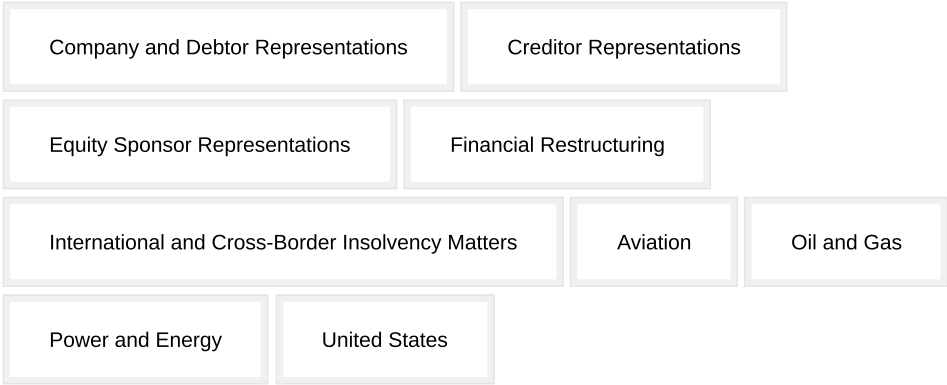 Company and Debtor Representations
Creditor Representations
Equity Sponsor Representations
Financial Restructuring
International and Cross-Border Insolvency Matters
Aviation
Oil and Gas
Power and Energy
United States